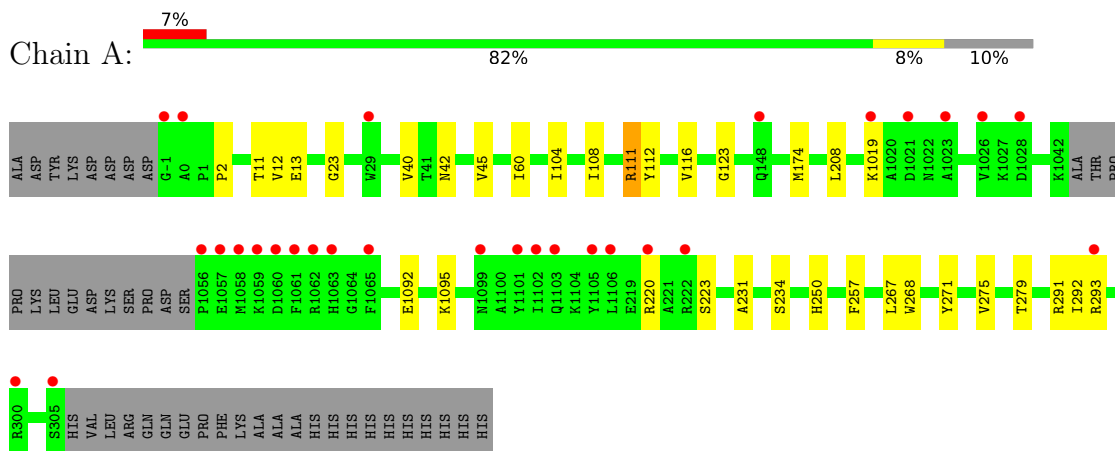 7%
Chain A:
82% 8% 10%
ALA ASP TYR LYS ASP ASP ASP ASP G-1 A0 P1 P2 T11 V12 E13 G23 W29 V40 T41 N42 V45 I60 I104 I108 R111 Y112 V116 G123 Q148 M174 L208 K1019 A1020 D1021 N1022 A1023 V1026 K1027 D1028 K1042 ALA THR PRO
PRO LYS LEU GLU ASP LYS SER PRO ASP SER P1056 E1057 M1058 K1059 D1060 F1061 R1062 H1063 G1064 F1065 E1092 K1095 N1099 A1100 Y1101 I1102 Q1103 K1104 Y1105 L1106 E219 R220 A221 R222 S223 A231 S234 H250 F257 L267 W268 Y271 V275 T279 R291 I292 R293
R300 S305 HIS VAL LEU ARG GLN GLN GLU PRO PHE LYS ALA ALA ALA HIS HIS HIS HIS HIS HIS HIS HIS HIS HIS